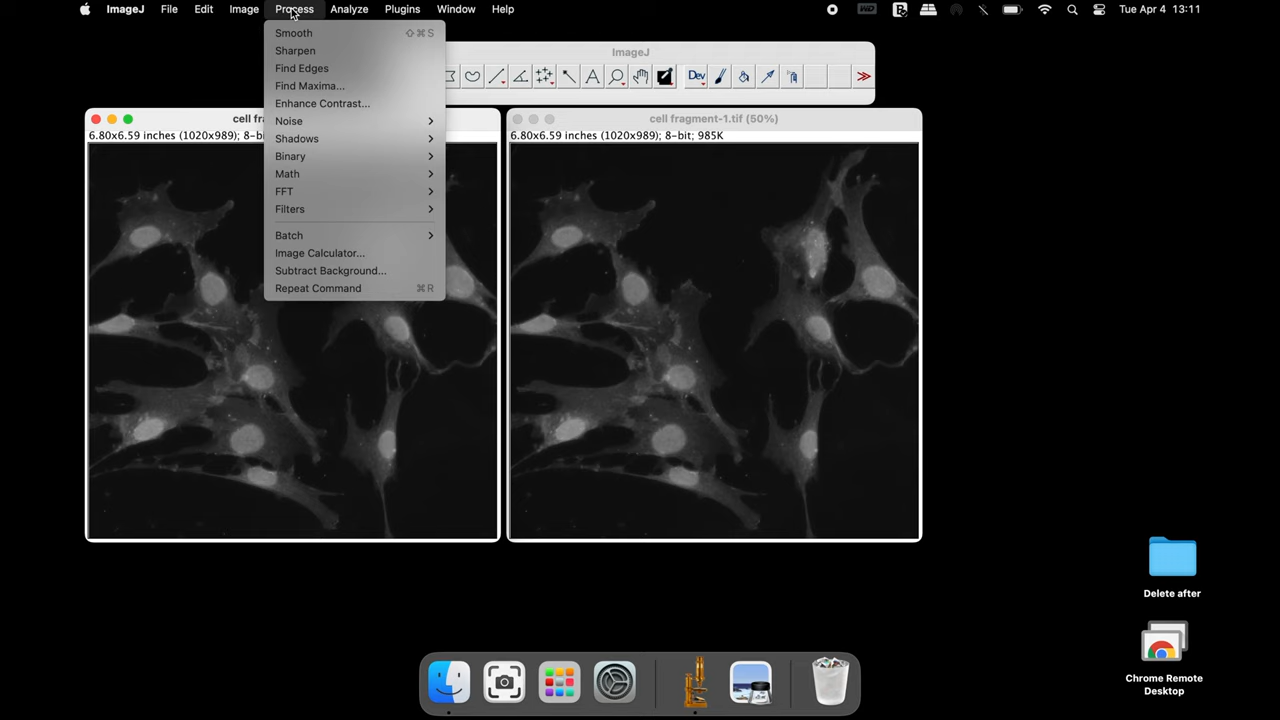 ImageJ File Edit Image Process Analyze Plugins Window Help Tue Apr 4 13:11
Smooth ⇧⌘S
Sharpen
Find Edges
Find Maxima...
Enhance Contrast...
Noise
Shadows
Binary
Math
FFT
Filters
Batch
Image Calculator...
Subtract Background...
Repeat Command ⌘R
ImageJ
Dev
cell fra
6.80x6.59 inches (1020x989); 8-bi
cell fragment-1.tif (50%)
6.80x6.59 inches (1020x989); 8-bit; 985K
Delete after
Chrome Remote
Desktop